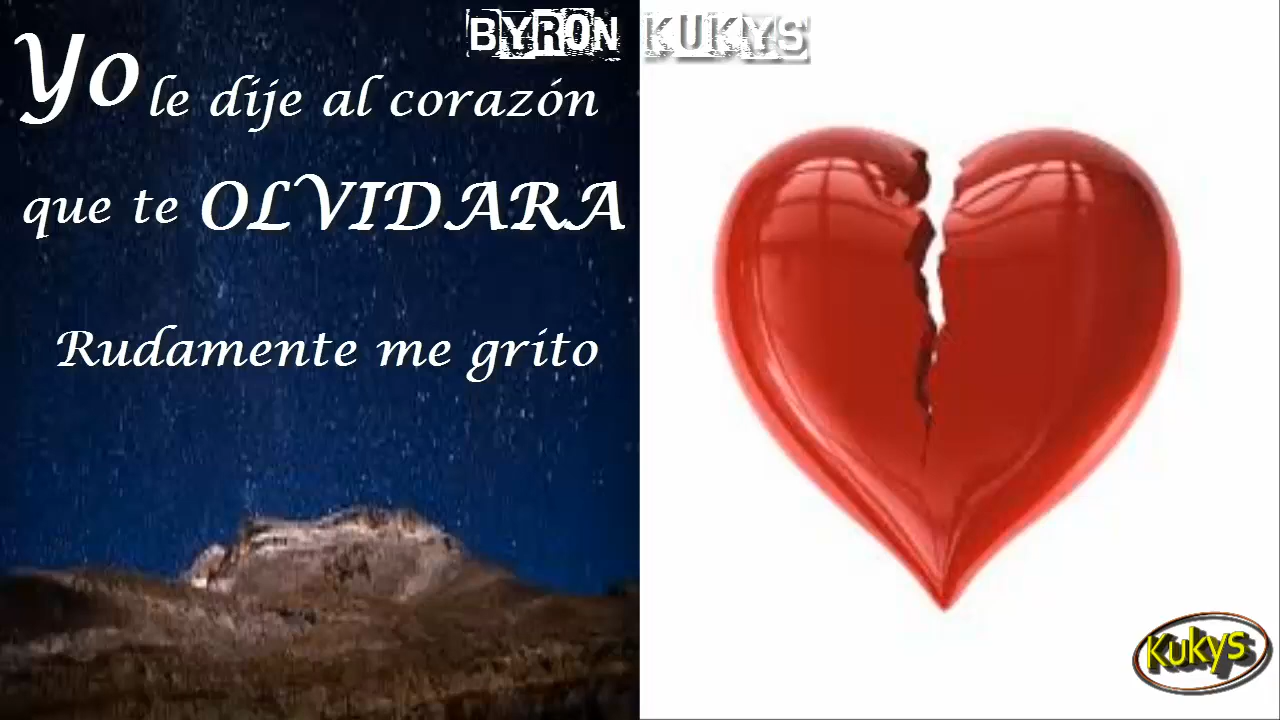 BYRON KUKYS
Yo le dije al corazón
que te OLVIDARA
Rudamente me grito
Kukys